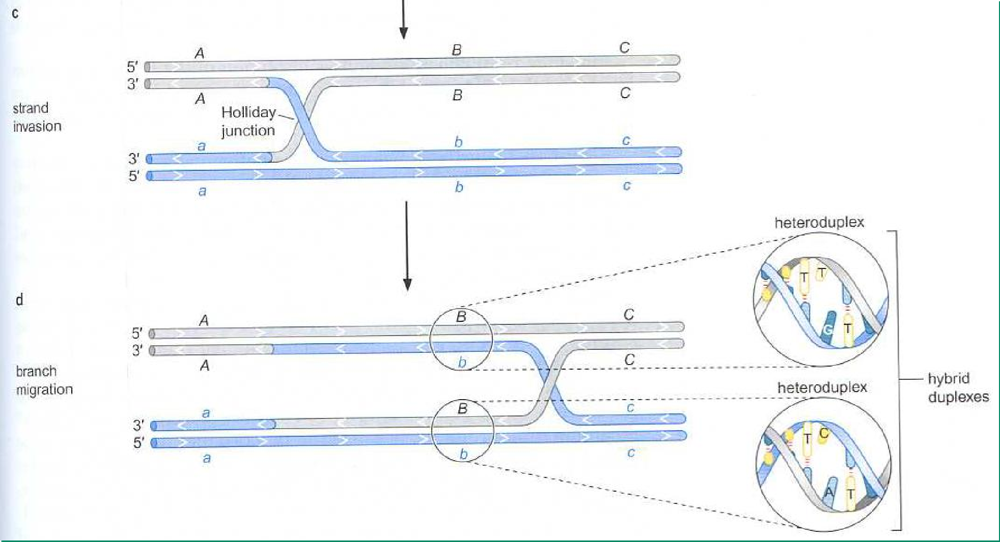 c
A B C
5′
3′
A B C
strand
invasion
Holliday
junction
a b c
3′
5′
a b c
heteroduplex
T T
G T
d
A B C
5′
3′
A b C
branch
migration
hybrid
duplexes
heteroduplex
a B c
3′
5′
a b c
T C
A T